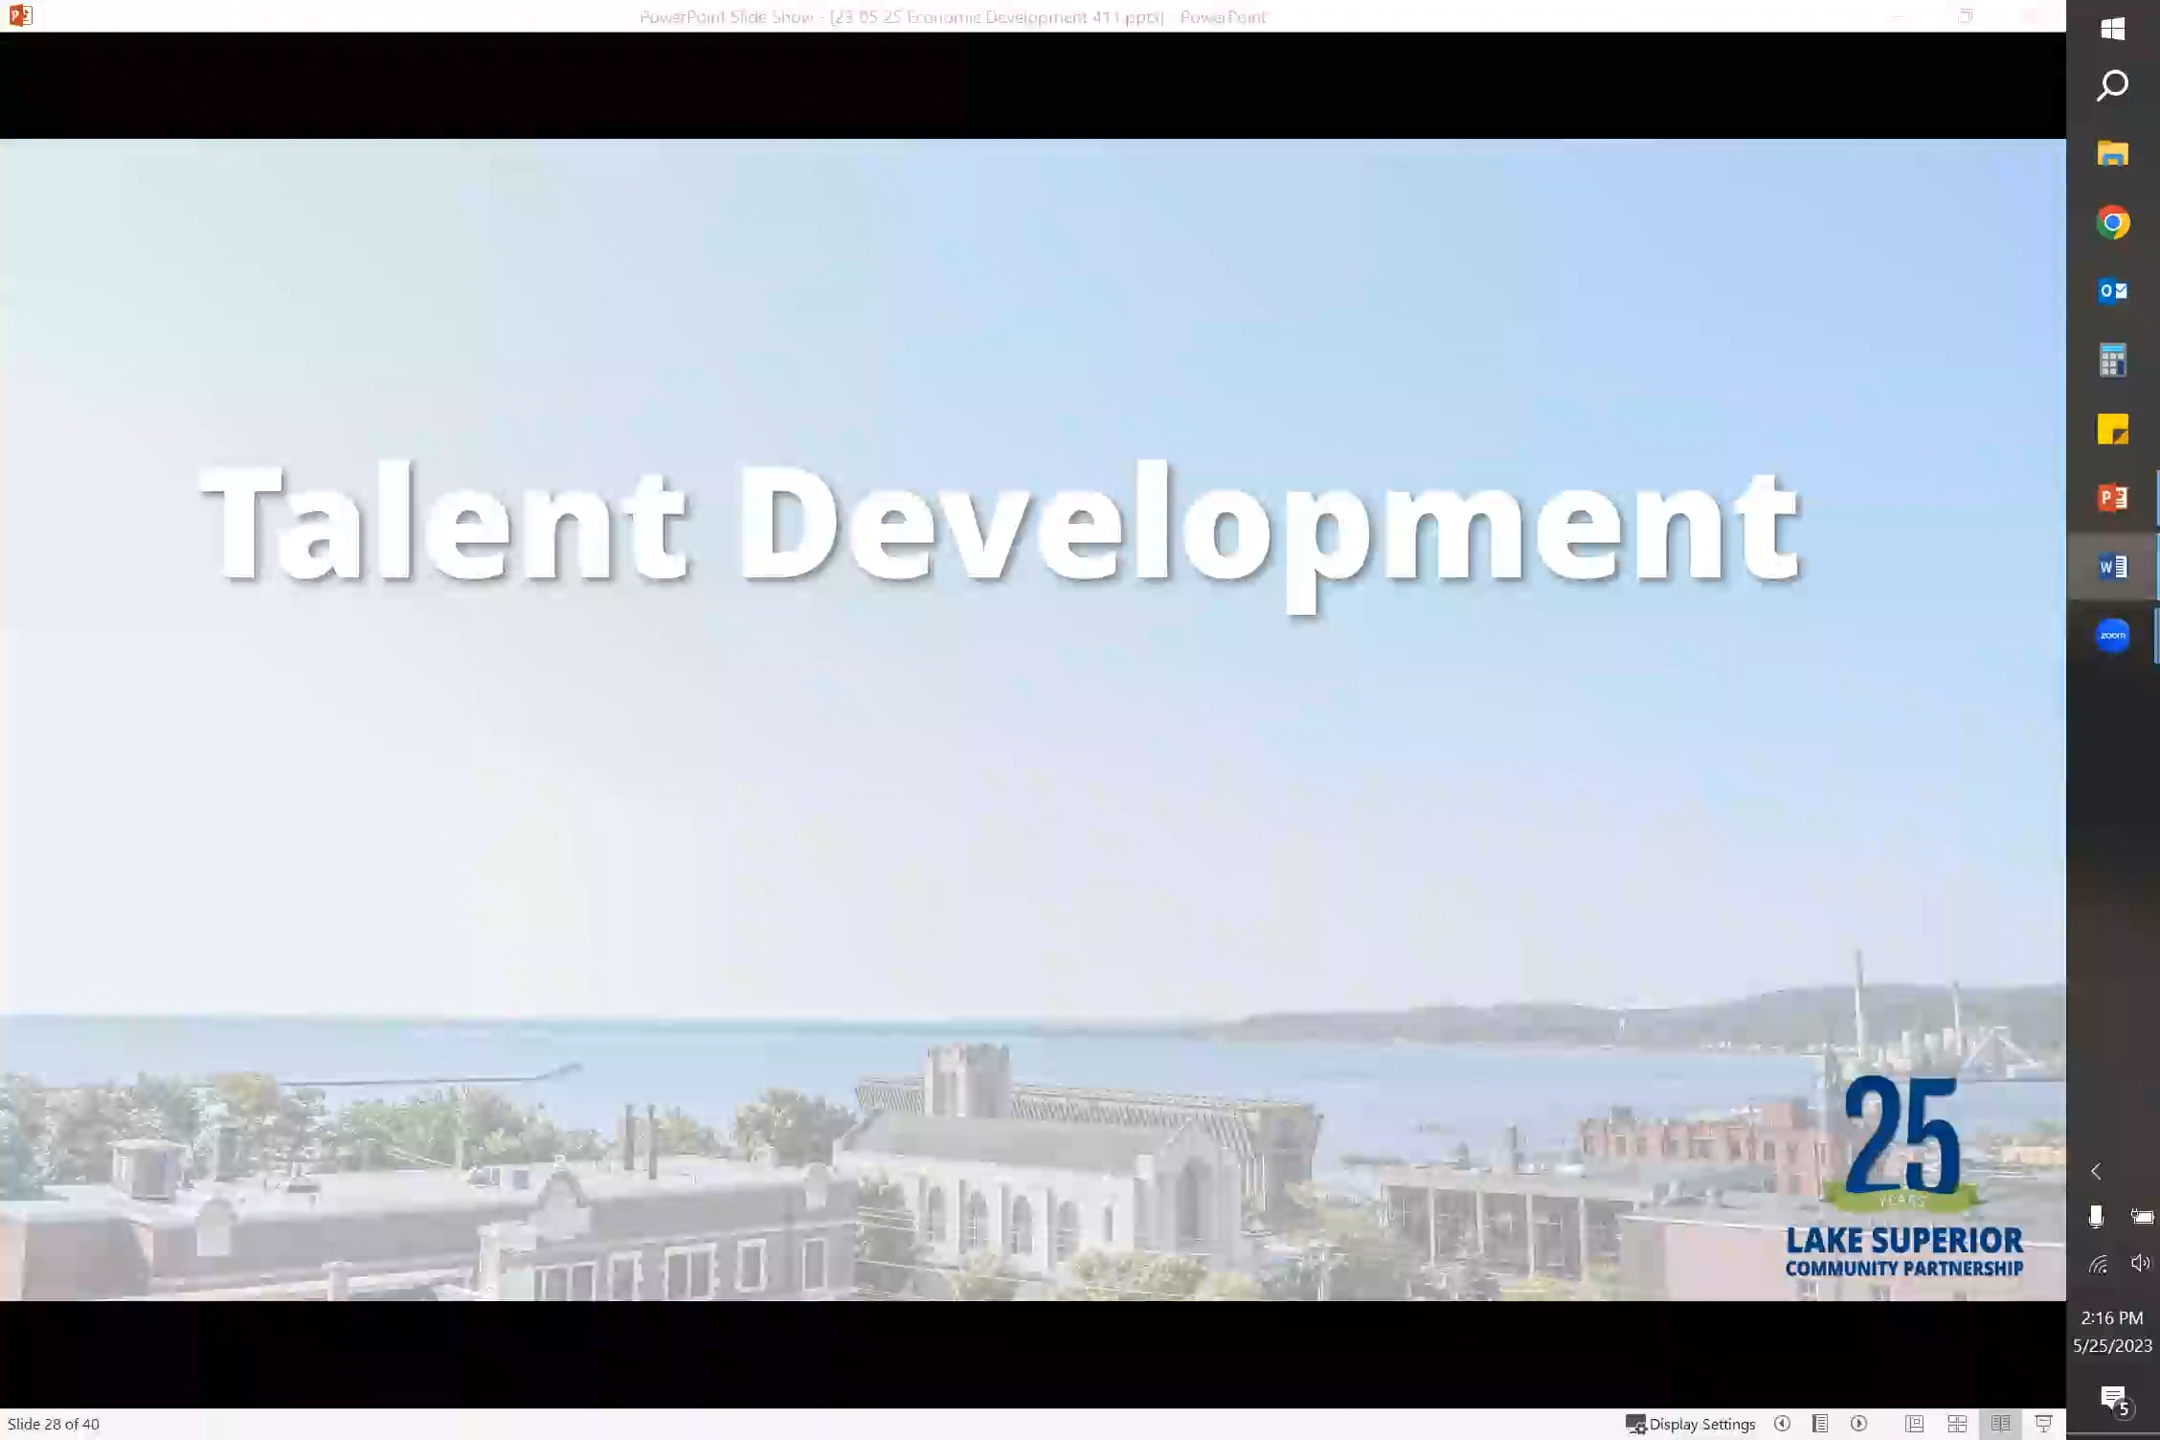 PowerPoint Slide Show - [23 05 25 Economic Development 411.pptx] - PowerPoint
Talent Development
25
YEARS
LAKE SUPERIOR
COMMUNITY PARTNERSHIP
zoom
2:16 PM
5/25/2023
5
Slide 28 of 40
Display Settings